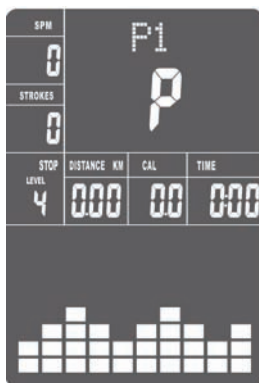 SPM
0
P1
P
STROKES
0
STOP
LEVEL
4
DISTANCE KM
0.00
CAL
0.0
TIME
0:00